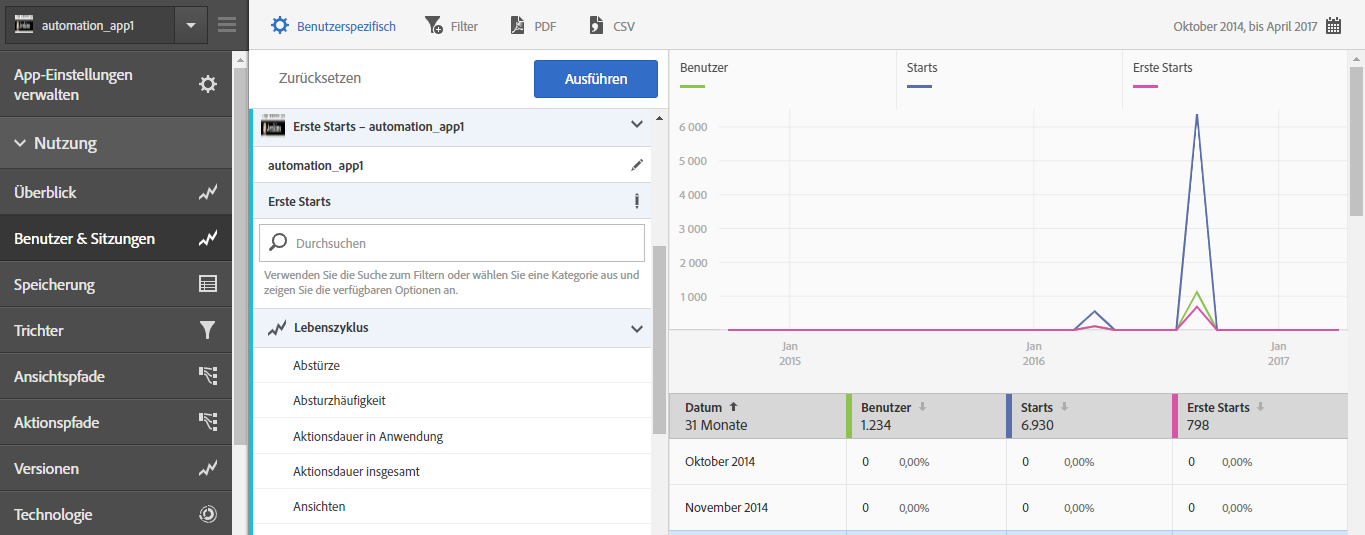 automation_app1
App-Einstellungen
verwalten
Nutzung
Überblick
Benutzer & Sitzungen
Speicherung
Trichter
Ansichtspfade
Aktionspfade
Versionen
Technologie
Benutzerspezifisch
Filter
PDF
CSV
Oktober 2014, bis April 2017
Zurücksetzen
Ausführen
Erste Starts – automation_app1
automation_app1
Erste Starts
Durchsuchen
Verwenden Sie die Suche zum Filtern oder wählen Sie eine Kategorie aus und
zeigen Sie die verfügbaren Optionen an.
Lebenszyklus
Abstürze
Absturzhäufigkeit
Aktionsdauer in Anwendung
Aktionsdauer insgesamt
Ansichten
Benutzer
Starts
Erste Starts
6 000
5 000
4 000
3 000
2 000
1 000
Jan
2015
Jan
2016
Jan
2017
Datum Benutzer Starts Erste Starts
31 Monate 1.234 6.930 798
Oktober 2014 0 0,00% 0 0,00% 0 0,00%
November 2014 0 0,00% 0 0,00% 0 0,00%